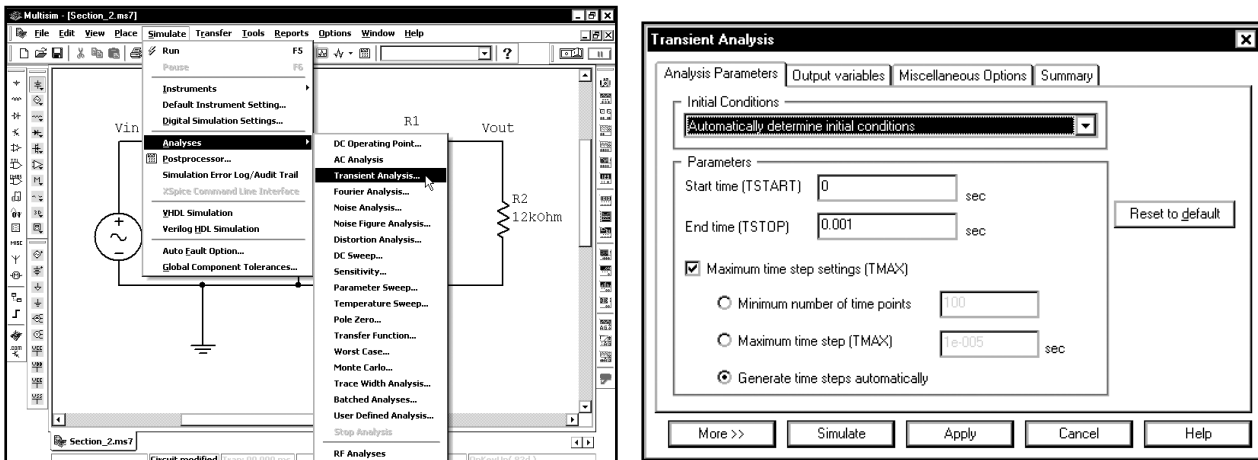 Multisim - [Section_2.ms7]
File Edit View Place Simulate Transfer Tools Reports Options Window Help
Run F5
Pause F6
Instruments
Default Instrument Setting...
Digital Simulation Settings...
Analyses
Postprocessor...
Simulation Error Log/Audit Trail
XSpice Command Line Interface
VHDL Simulation
Verilog HDL Simulation
Auto Fault Option...
Global Component Tolerances...
DC Operating Point...
AC Analysis
Transient Analysis...
Fourier Analysis...
Noise Analysis...
Noise Figure Analysis...
Distortion Analysis...
DC Sweep...
Sensitivity...
Parameter Sweep...
Temperature Sweep...
Pole Zero...
Transfer Function...
Worst Case...
Monte Carlo...
Trace Width Analysis...
Batched Analyses...
User Defined Analysis...
Stop Analysis
RF Analyses
Vin
R1
Vout
R2
12kOhm
MISC
Section_2.ms7
Circuit modified
Transient Analysis
Analysis Parameters Output variables Miscellaneous Options Summary
Initial Conditions
Automatically determine initial conditions
Parameters
Start time (TSTART) 0 sec
End time (TSTOP) 0.001 sec
Reset to default
Maximum time step settings (TMAX)
Minimum number of time points 100
Maximum time step (TMAX) 1e-005 sec
Generate time steps automatically
More >> Simulate Apply Cancel Help